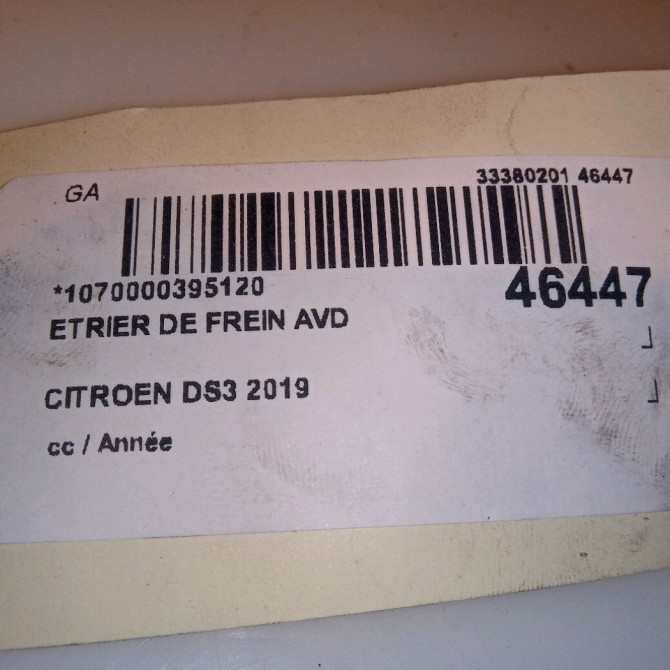 GA
33380201 46447
*1070000395120
46447
ETRIER DE FREIN AVD
CITROEN DS3 2019
cc / Année